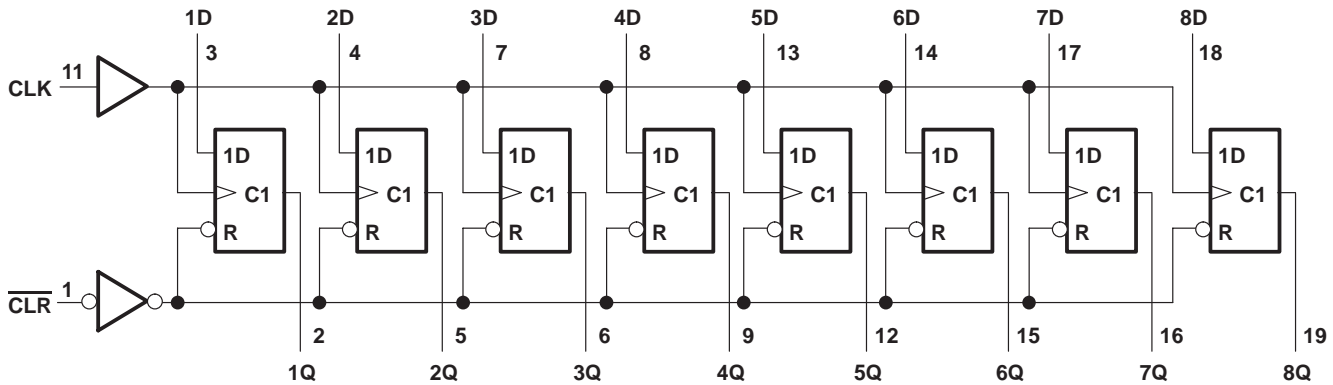 1D 2D 3D 4D 5D 6D 7D 8D
3 4 7 8 13 14 17 18
11
CLK
1D 1D 1D 1D 1D 1D 1D 1D
C1 C1 C1 C1 C1 C1 C1 C1
R R R R R R R R
1
CLR
2 5 6 9 12 15 16 19
1Q 2Q 3Q 4Q 5Q 6Q 7Q 8Q